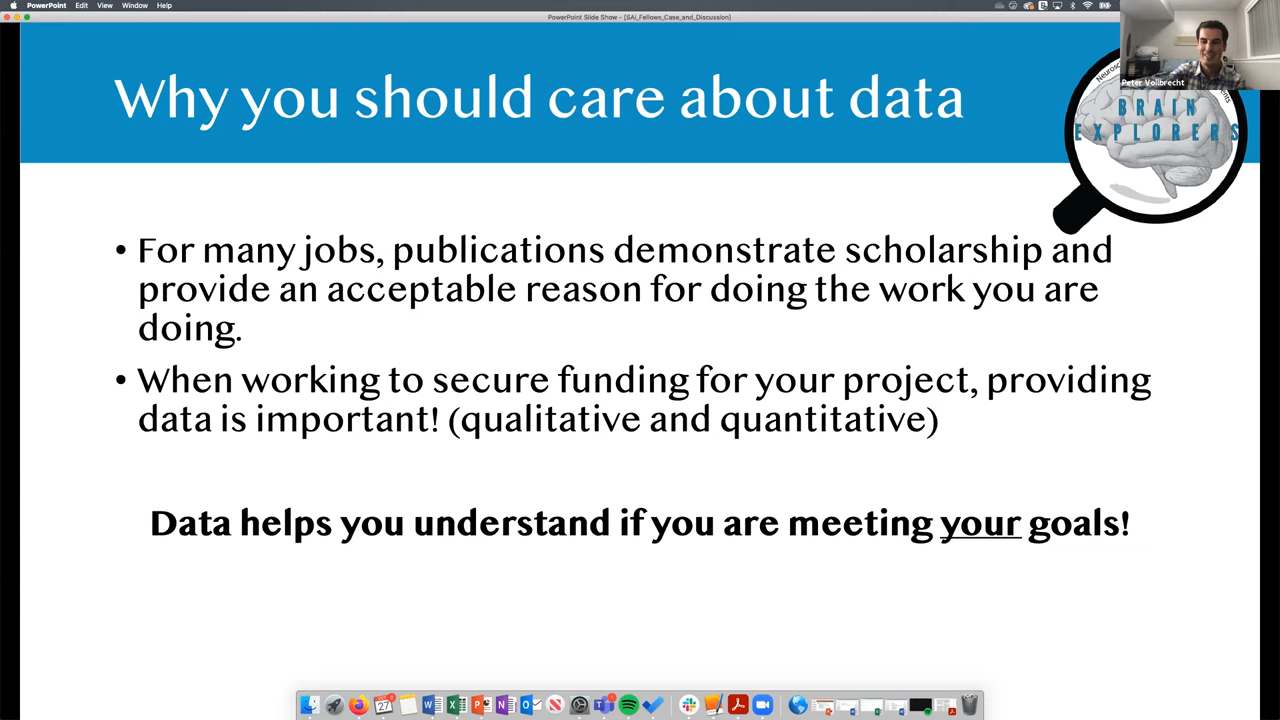 PowerPoint Edit View Window Help
PowerPoint Slide Show - [SAi_Fellows_Case_and_Discussion]
Peter Vollbrecht
Why you should care about data
BRAIN
EXPLORERS
• For many jobs, publications demonstrate scholarship and
provide an acceptable reason for doing the work you are
doing.
• When working to secure funding for your project, providing
data is important! (qualitative and quantitative)
Data helps you understand if you are meeting your goals!
27